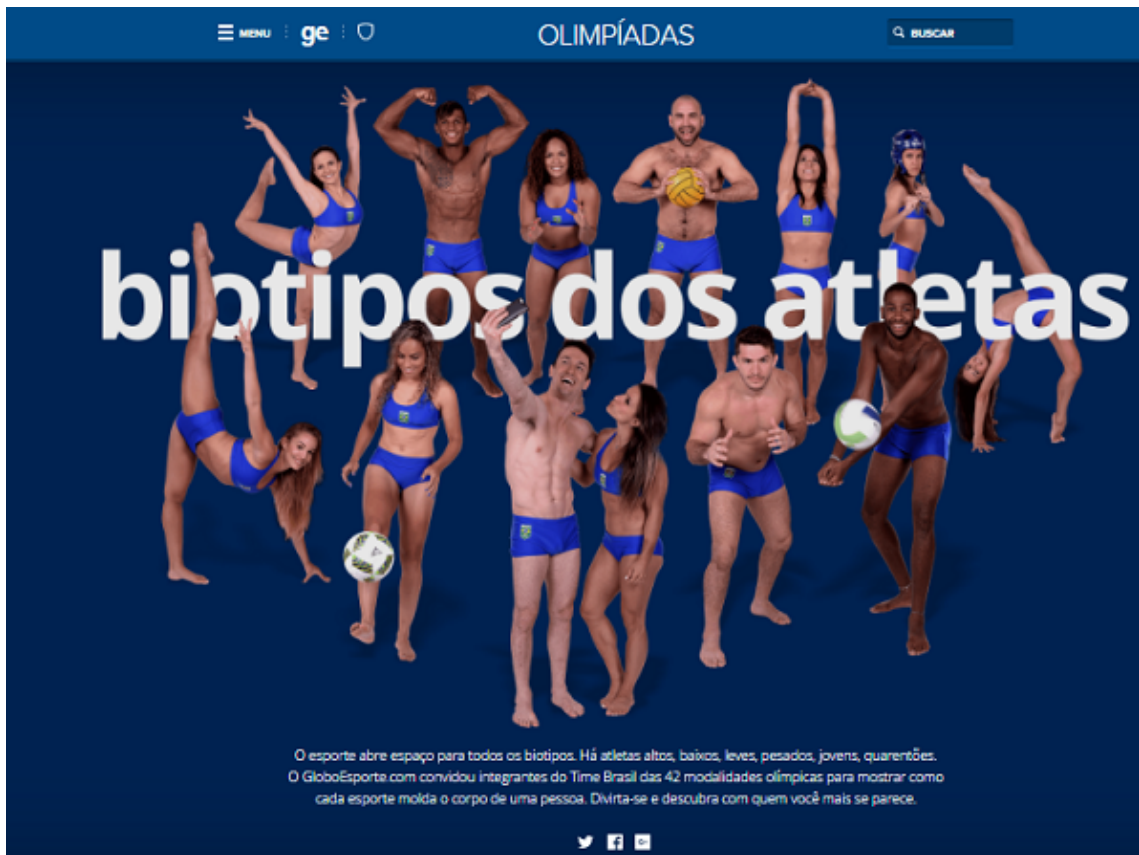 MENU ge OLIMPÍADAS BUSCAR
biotipos dos atletas
O esporte abre espaço para todos os biotipos. Há atletas altos, baixos, leves, pesados, jovens, quarentões.
O GloboEsporte.com convidou integrantes do Time Brasil das 42 modalidades olímpicas para mostrar como
cada esporte molda o corpo de uma pessoa. Divirta-se e descubra com quem você mais se parece.